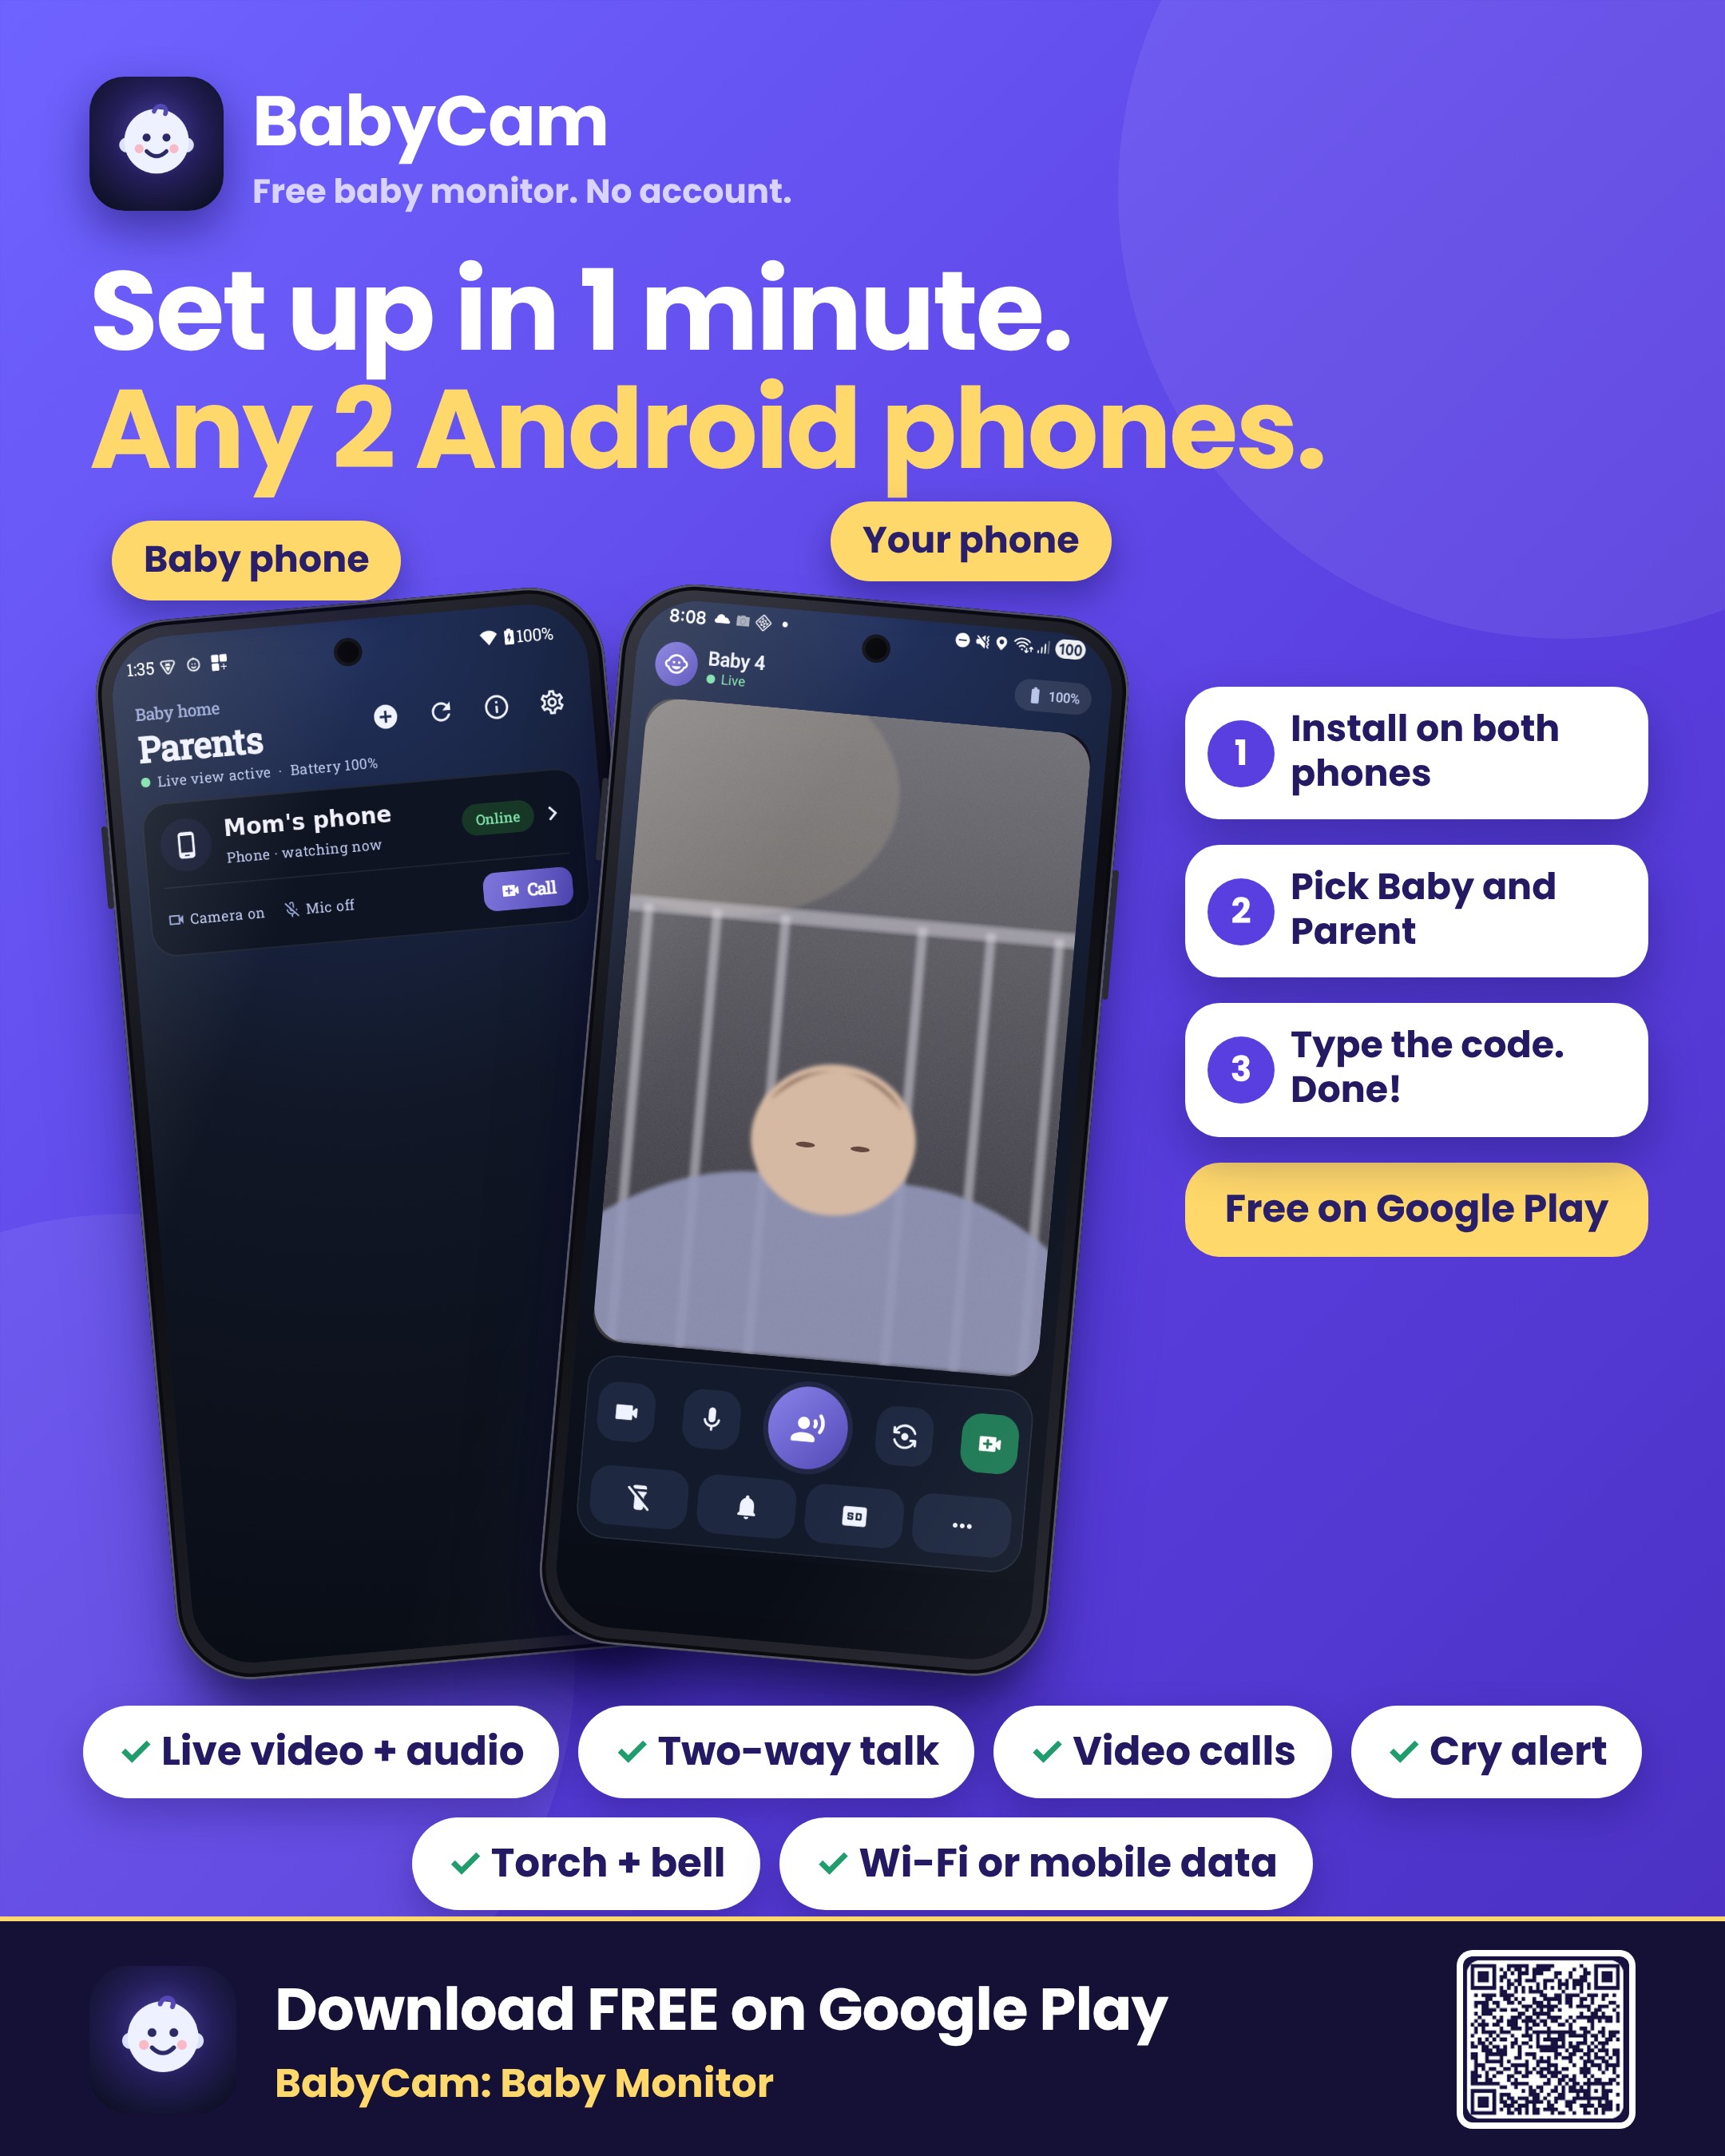 BabyCam
Free baby monitor. No account.
Set up in 1 minute.
Any 2 Android phones.
Baby phone
Your phone
1:35
100%
Baby home
Parents
Live view active · Battery 100%
Mom's phone
Phone · watching now
Online
Camera on
Mic off
Call
8:08
100
Baby 4
Live
100%
SD
1
Install on both
phones
2
Pick Baby and
Parent
3
Type the code.
Done!
Free on Google Play
Live video + audio
Two-way talk
Video calls
Cry alert
Torch + bell
Wi-Fi or mobile data
Download FREE on Google Play
BabyCam: Baby Monitor